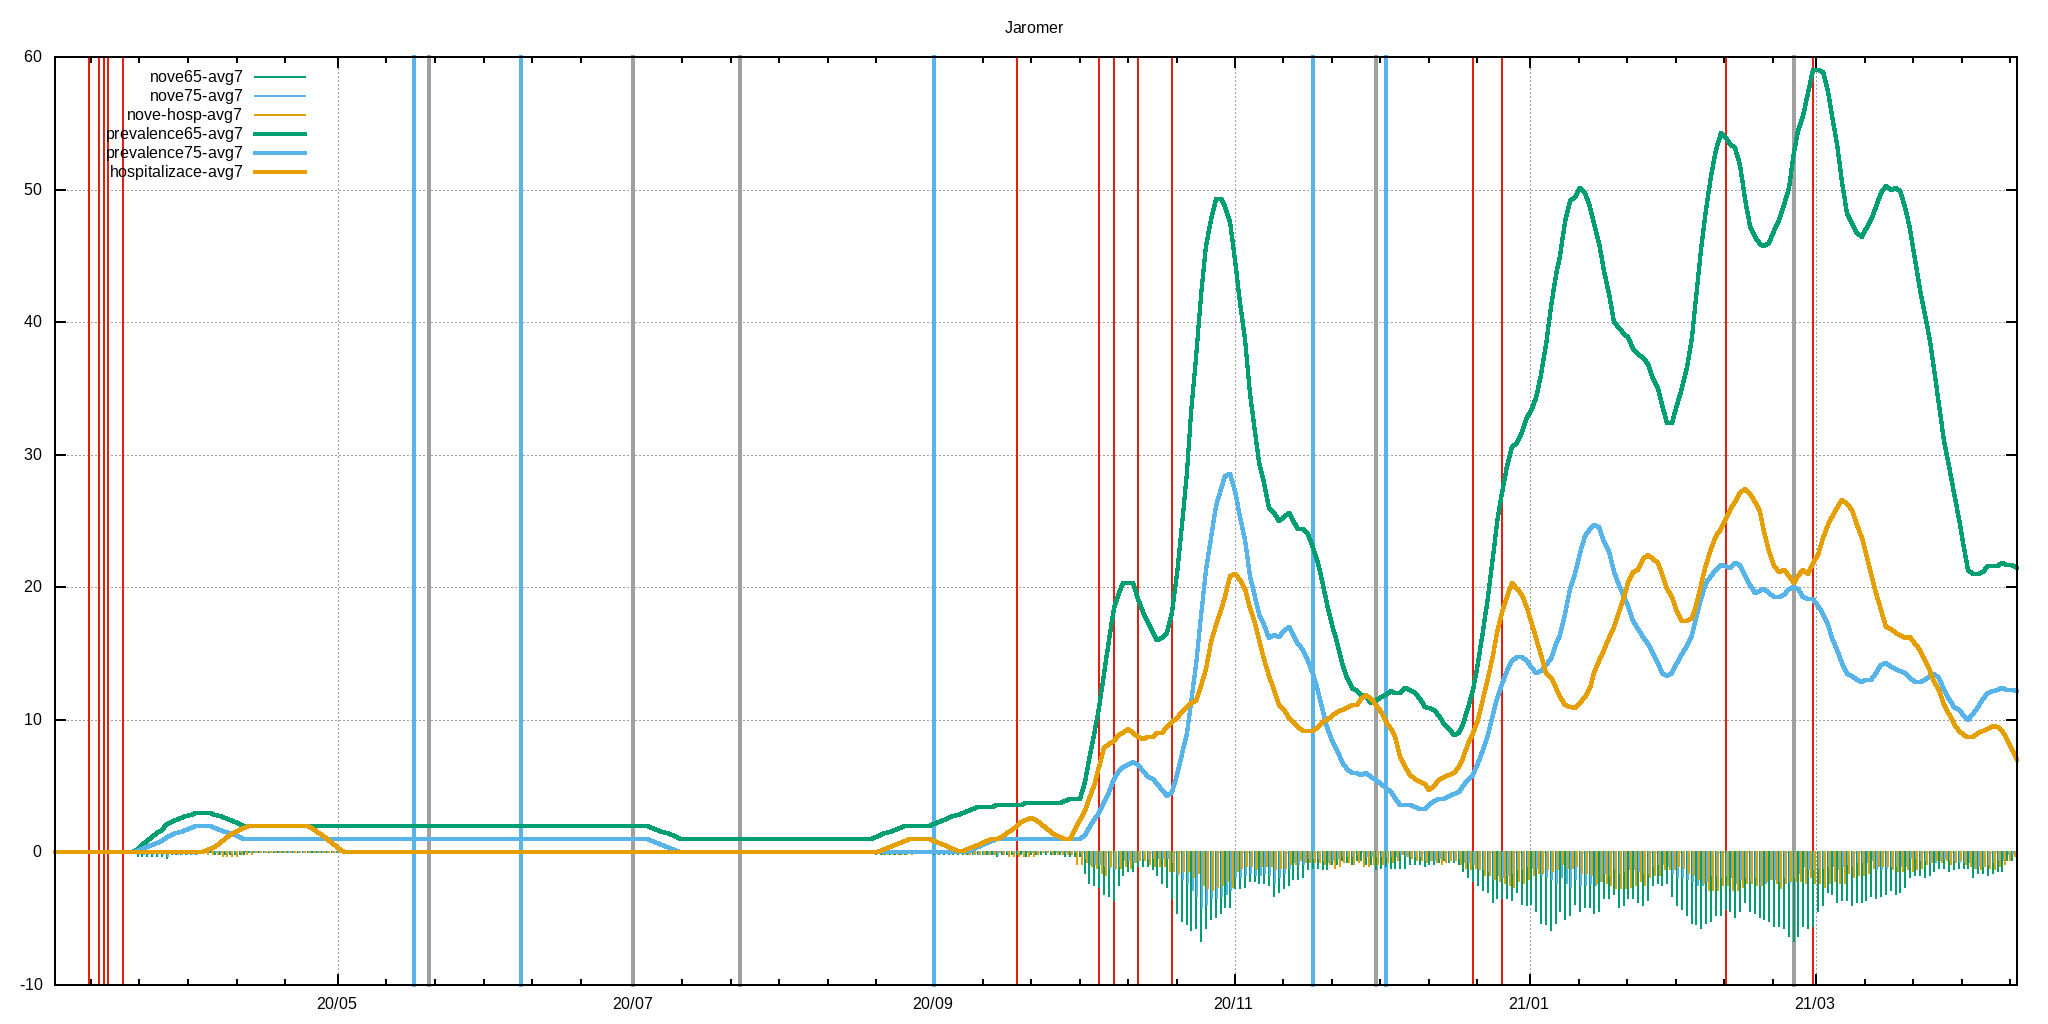 Jaromer
60
50
40
30
20
10
0
-10
nove65-avg7
nove75-avg7
nove-hosp-avg7
prevalence65-avg7
prevalence75-avg7
hospitalizace-avg7
20/05 20/07 20/09 20/11 21/01 21/03